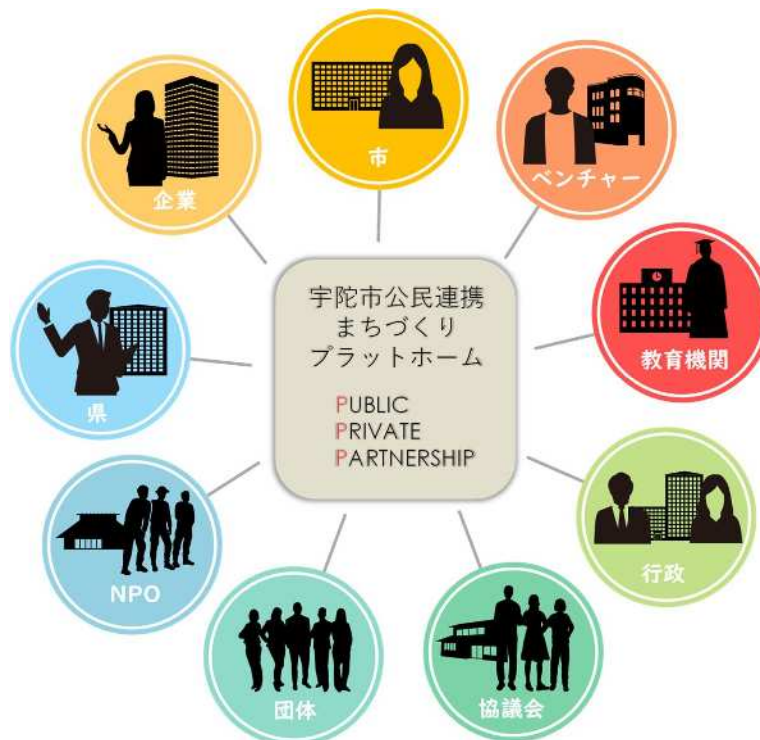 市
ベンチャー
教育機関
行政
協議会
団体
NPO
県
企業
宇陀市公民連携
まちづくり
プラットホーム
PUBLIC
PRIVATE
PARTNERSHIP